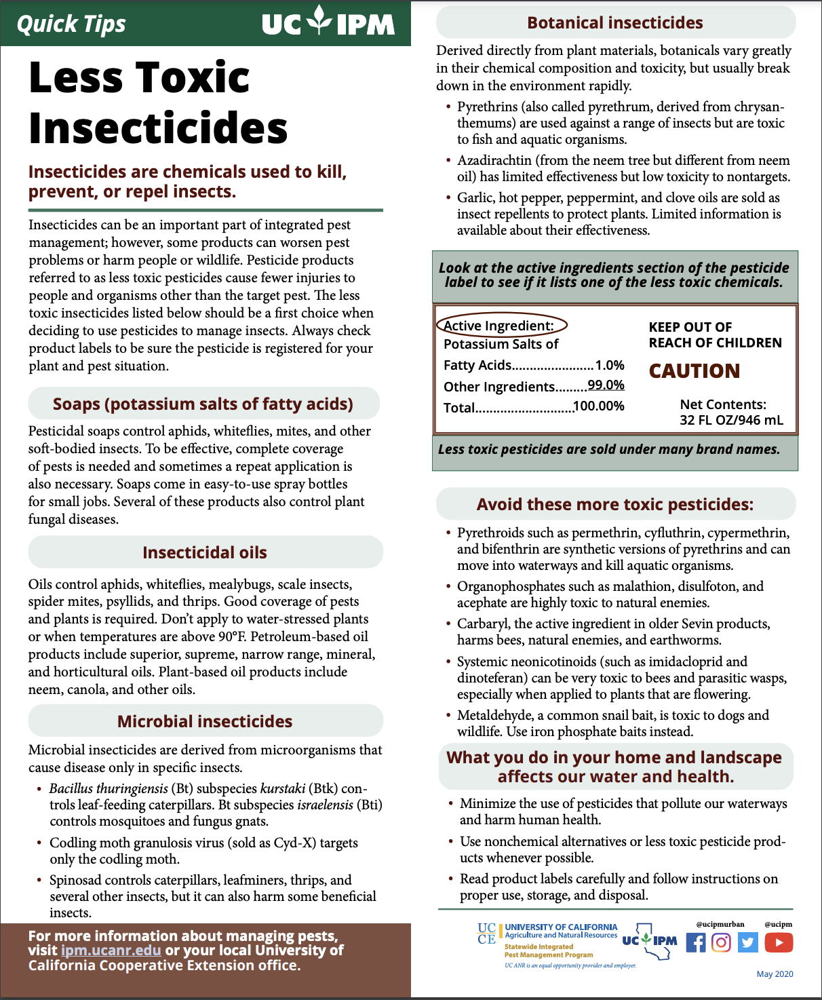 Quick Tips
UC IPM
Less Toxic
Insecticides
Insecticides are chemicals used to kill,
prevent, or repel insects.
Insecticides can be an important part of integrated pest
management; however, some products can worsen pest
problems or harm people or wildlife. Pesticide products
referred to as less toxic pesticides cause fewer injuries to
people and organisms other than the target pest. The less
toxic insecticides listed below should be a first choice when
deciding to use pesticides to manage insects. Always check
product labels to be sure the pesticide is registered for your
plant and pest situation.
Soaps (potassium salts of fatty acids)
Pesticidal soaps control aphids, whiteflies, mites, and other
soft-bodied insects. To be effective, complete coverage
of pests is needed and sometimes a repeat application is
also necessary. Soaps come in easy-to-use spray bottles
for small jobs. Several of these products also control plant
fungal diseases.
Insecticidal oils
Oils control aphids, whiteflies, mealybugs, scale insects,
spider mites, psyllids, and thrips. Good coverage of pests
and plants is required. Don’t apply to water-stressed plants
or when temperatures are above 90°F. Petroleum-based oil
products include superior, supreme, narrow range, mineral,
and horticultural oils. Plant-based oil products include
neem, canola, and other oils.
Microbial insecticides
Microbial insecticides are derived from microorganisms that
cause disease only in specific insects.
• Bacillus thuringiensis (Bt) subspecies kurstaki (Btk) con-
trols leaf-feeding caterpillars. Bt subspecies israelensis (Bti)
controls mosquitoes and fungus gnats.
• Codling moth granulosis virus (sold as Cyd-X) targets
only the codling moth.
• Spinosad controls caterpillars, leafminers, thrips, and
several other insects, but it can also harm some beneficial
insects.
For more information about managing pests,
visit ipm.ucanr.edu or your local University of
California Cooperative Extension office.
Botanical insecticides
Derived directly from plant materials, botanicals vary greatly
in their chemical composition and toxicity, but usually break
down in the environment rapidly.
• Pyrethrins (also called pyrethrum, derived from chrysan-
themums) are used against a range of insects but are toxic
to fish and aquatic organisms.
• Azadirachtin (from the neem tree but different from neem
oil) has limited effectiveness but low toxicity to nontargets.
• Garlic, hot pepper, peppermint, and clove oils are sold as
insect repellents to protect plants. Limited information is
available about their effectiveness.
Look at the active ingredients section of the pesticide
label to see if it lists one of the less toxic chemicals.
Active Ingredient:
Potassium Salts of
Fatty Acids......................1.0%
Other Ingredients.........99.0%
Total...........................100.00%
KEEP OUT OF
REACH OF CHILDREN
CAUTION
Net Contents:
32 FL OZ/946 mL
Less toxic pesticides are sold under many brand names.
Avoid these more toxic pesticides:
• Pyrethroids such as permethrin, cyfluthrin, cypermethrin,
and bifenthrin are synthetic versions of pyrethrins and can
move into waterways and kill aquatic organisms.
• Organophosphates such as malathion, disulfoton, and
acephate are highly toxic to natural enemies.
• Carbaryl, the active ingredient in older Sevin products,
harms bees, natural enemies, and earthworms.
• Systemic neonicotinoids (such as imidacloprid and
dinoteferan) can be very toxic to bees and parasitic wasps,
especially when applied to plants that are flowering.
• Metaldehyde, a common snail bait, is toxic to dogs and
wildlife. Use iron phosphate baits instead.
What you do in your home and landscape
affects our water and health.
• Minimize the use of pesticides that pollute our waterways
and harm human health.
• Use nonchemical alternatives or less toxic pesticide prod-
ucts whenever possible.
• Read product labels carefully and follow instructions on
proper use, storage, and disposal.
UC
CE
UNIVERSITY OF CALIFORNIA
Agriculture and Natural Resources
Statewide Integrated
Pest Management Program
UC ANR is an equal opportunity provider and employer.
UC IPM
@ucipmurban
@ucipm
May 2020